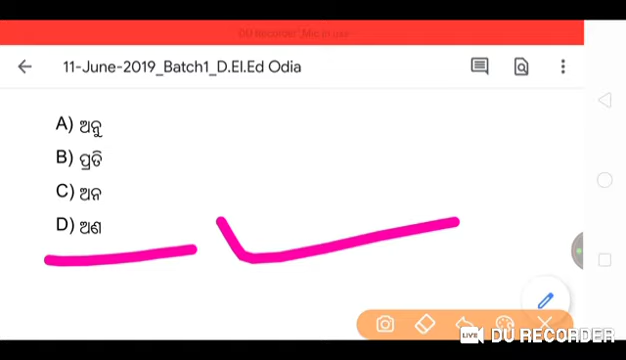 DU Recorder',Mic in use
11-June-2019_Batch1_D.El.Ed Odia
A) ଅନୁ
B) ପ୍ରତି
C) ଅନ
D) ଅଣ
LIVE DU RECORDER